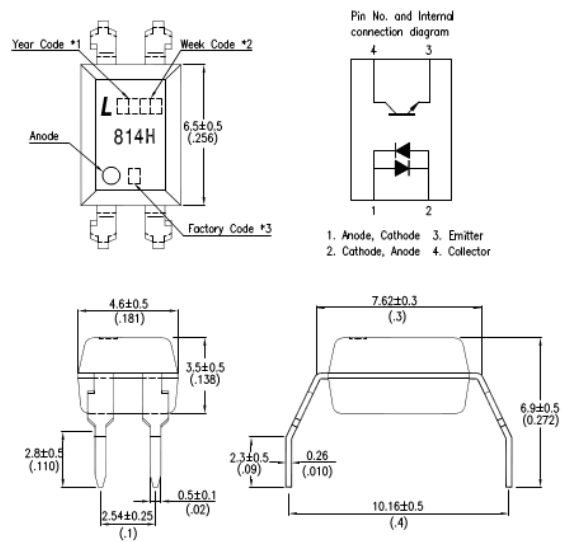 Year Code *1
Week Code *2
L
814H
Anode
6.5±0.5
(.256)
Factory Code *3
Pin No. and Internal
connection diagram
4 3
1 2
1. Anode, Cathode 3. Emitter
2. Cathode, Anode 4. Collector
4.6±0.5
(.181)
3.5±0.5
(.138)
2.8±0.5
(.110)
0.5±0.1
(.02)
2.54±0.25
(.1)
7.62±0.3
(.3)
6.9±0.5
(0.272)
2.3±0.5
(.09)
0.26
(.010)
10.16±0.5
(.4)